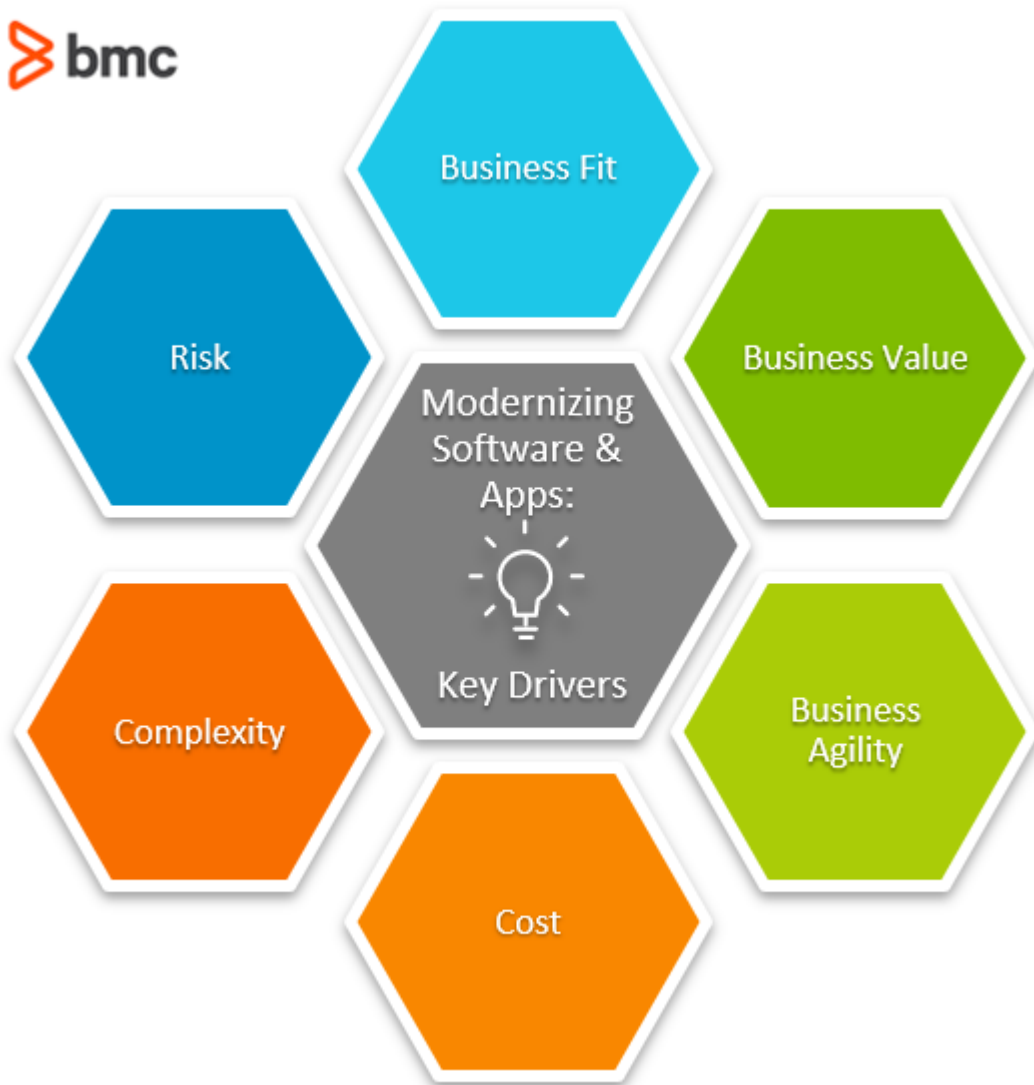 bmc
Business Fit
Risk
Business Value
Modernizing
Software &
Apps:
Key Drivers
Complexity
Business
Agility
Cost